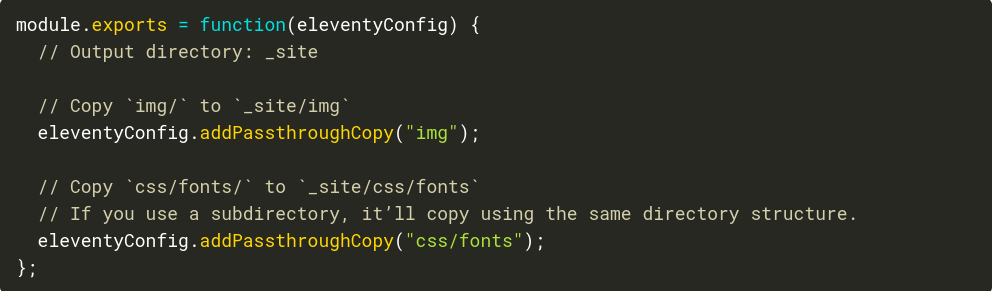 module.exports = function(eleventyConfig) {
  // Output directory: _site

  // Copy `img/` to `_site/img`
  eleventyConfig.addPassthroughCopy("img");

  // Copy `css/fonts/` to `_site/css/fonts`
  // If you use a subdirectory, it’ll copy using the same directory structure.
  eleventyConfig.addPassthroughCopy("css/fonts");
};